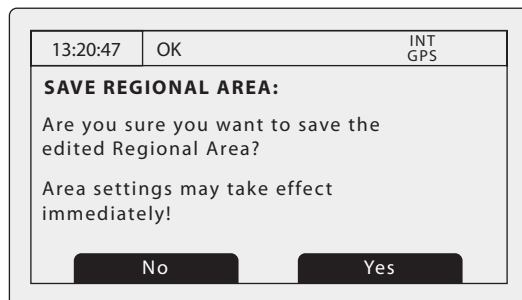 13:20:47 OK INT
GPS
SAVE REGIONAL AREA:
Are you sure you want to save the
edited Regional Area?
Area settings may take effect
immediately!
No Yes